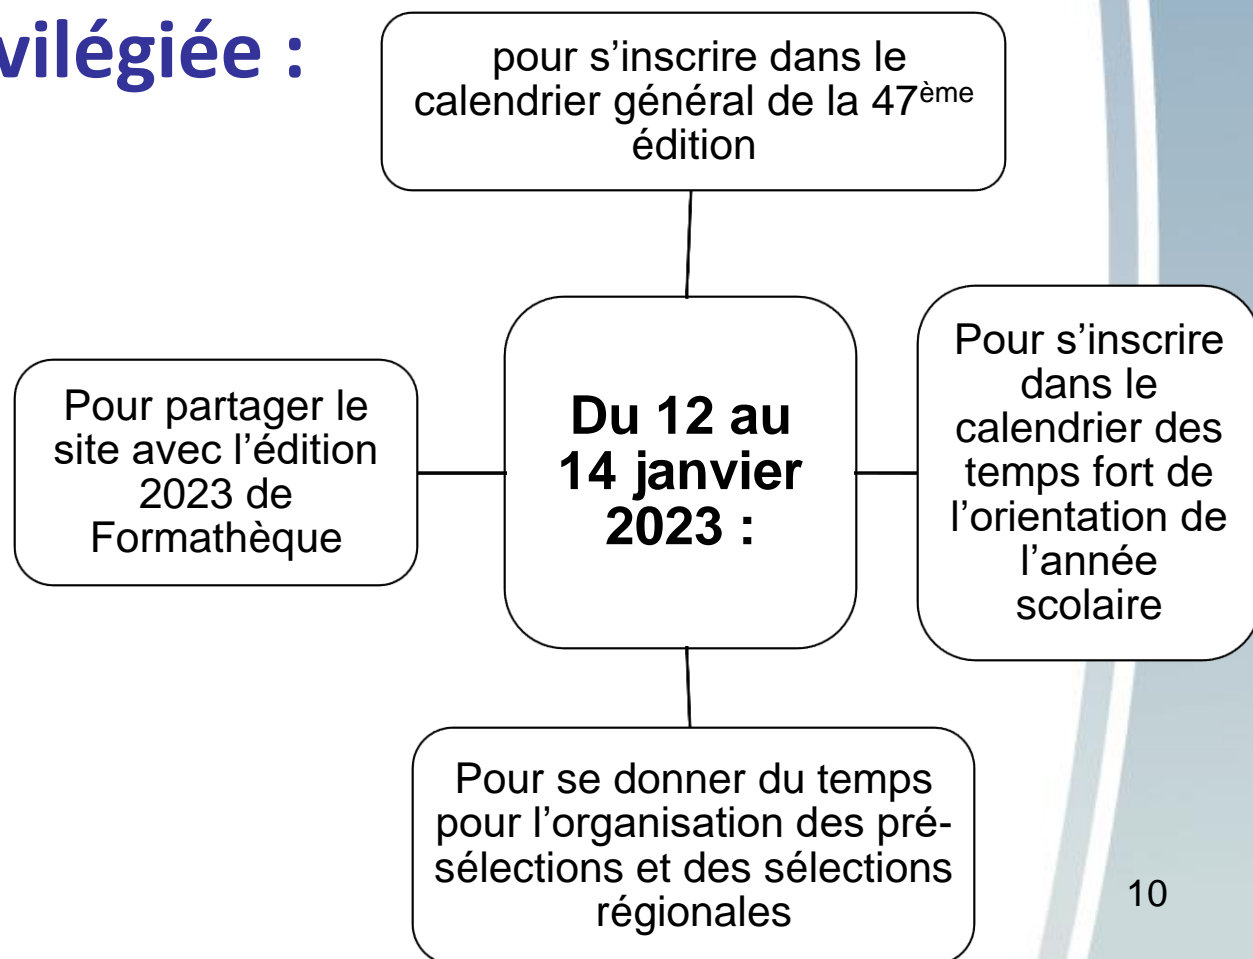 vilégiée :
pour s’inscrire dans le
calendrier général de la 47ème
édition
Pour partager le
site avec l’édition
2023 de
Formathèque
Du 12 au
14 janvier
2023 :
Pour s’inscrire
dans le
calendrier des
temps fort de
l’orientation de
l’année
scolaire
Pour se donner du temps
pour l’organisation des pré-
sélections et des sélections
régionales
10